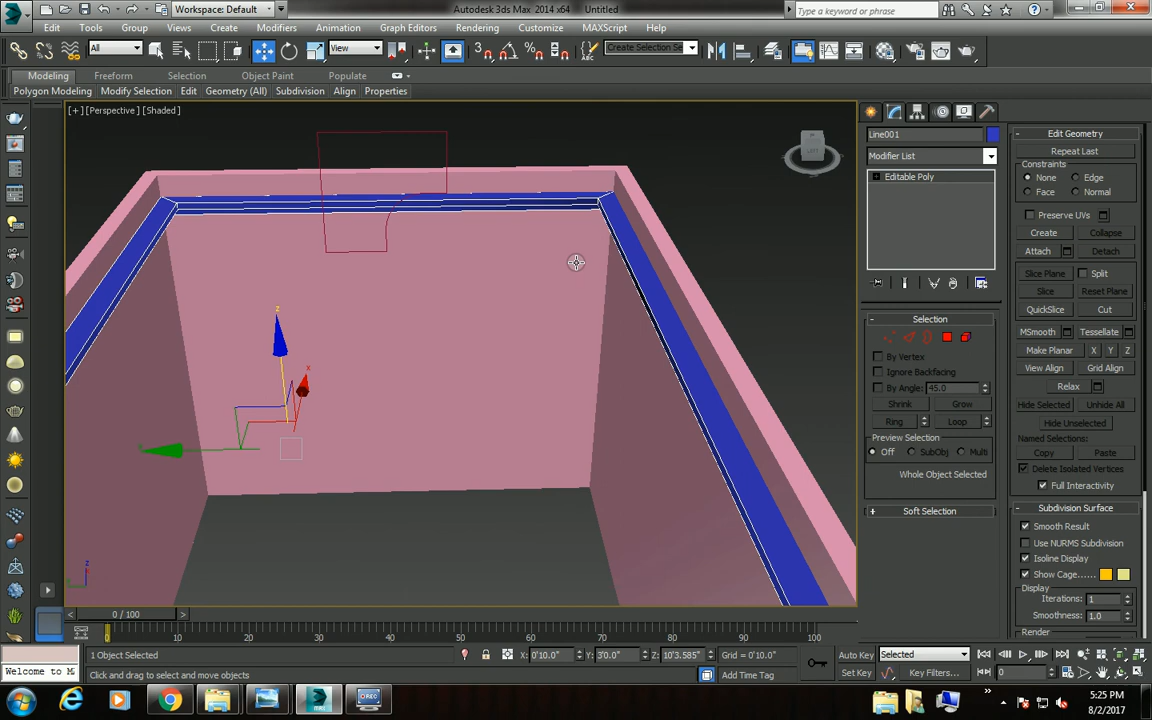 Workspace: Default
Autodesk 3ds Max 2014 x64 Untitled
Type a keyword or phrase
Edit Tools Group Views Create Modifiers Animation Graph Editors Rendering Customize MAXScript Help
All View Create Selection Se
Modeling Freeform Selection Object Paint Populate
Polygon Modeling Modify Selection Edit Geometry (All) Subdivision Align Properties
[+] [Perspective] [Shaded]
Line001
Modifier List
Editable Poly
Selection
By Vertex
Ignore Backfacing
By Angle: 45.0
Shrink Grow
Ring Loop
Preview Selection
Off SubObj Multi
Whole Object Selected
Soft Selection
Edit Geometry
Repeat Last
Constraints
None Edge
Face Normal
Preserve UVs
Create Collapse
Attach Detach
Slice Plane Split
Slice Reset Plane
QuickSlice Cut
MSmooth Tessellate
Make Planar X Y Z
View Align Grid Align
Relax
Hide Selected Unhide All
Hide Unselected
Named Selections:
Copy Paste
Delete Isolated Vertices
Full Interactivity
Subdivision Surface
Smooth Result
Use NURMS Subdivision
Isoline Display
Show Cage......
Display
Iterations: 1
Smoothness: 1.0
Render
z
x
0 / 100
0 10 20 30 40 50 60 70 80 90 100
1 Object Selected
X: 0'10.0" Y: 3'0.0" Z: 10'3.585" Grid = 0'10.0"
Auto Key Selected
Welcome to M
Click and drag to select and move objects
Add Time Tag
Set Key Key Filters... 0
5:25 PM
8/2/2017